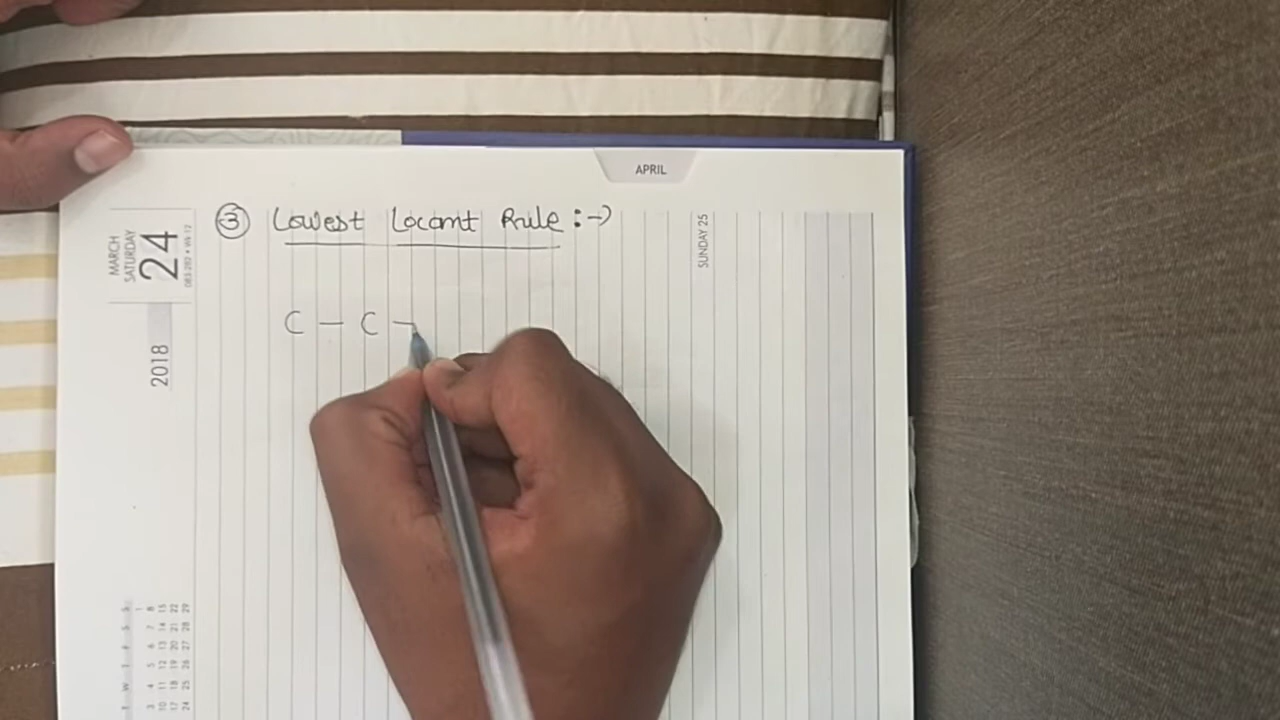 APRIL
③ Lowest Locant Rule :→
C — C —
MARCH
SATURDAY
24
2018
SUNDAY 25